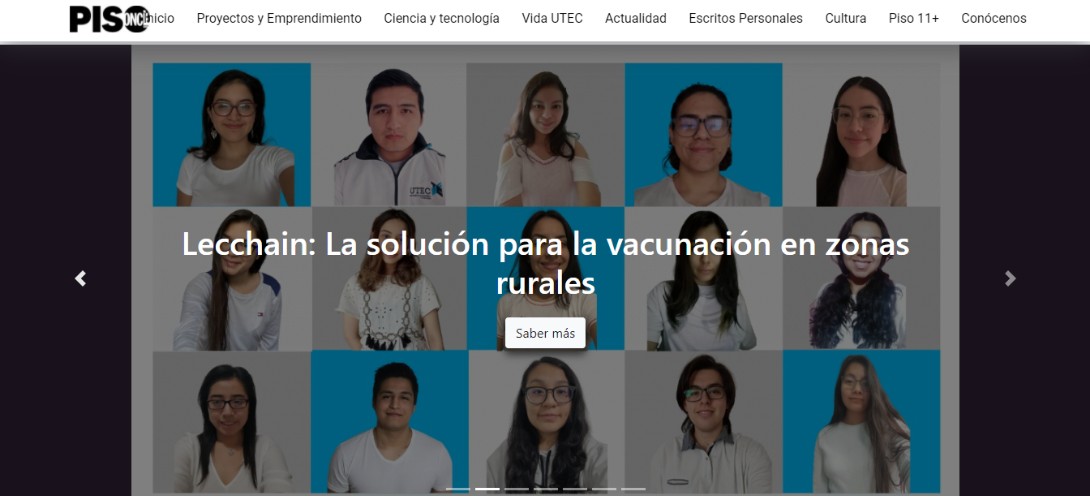 PISO ONCE
Inicio
Proyectos y Emprendimiento
Ciencia y tecnología
Vida UTEC
Actualidad
Escritos Personales
Cultura
Piso 11+
Conócenos
UTEC
Lecchain: La solución para la vacunación en zonas
rurales
Saber más